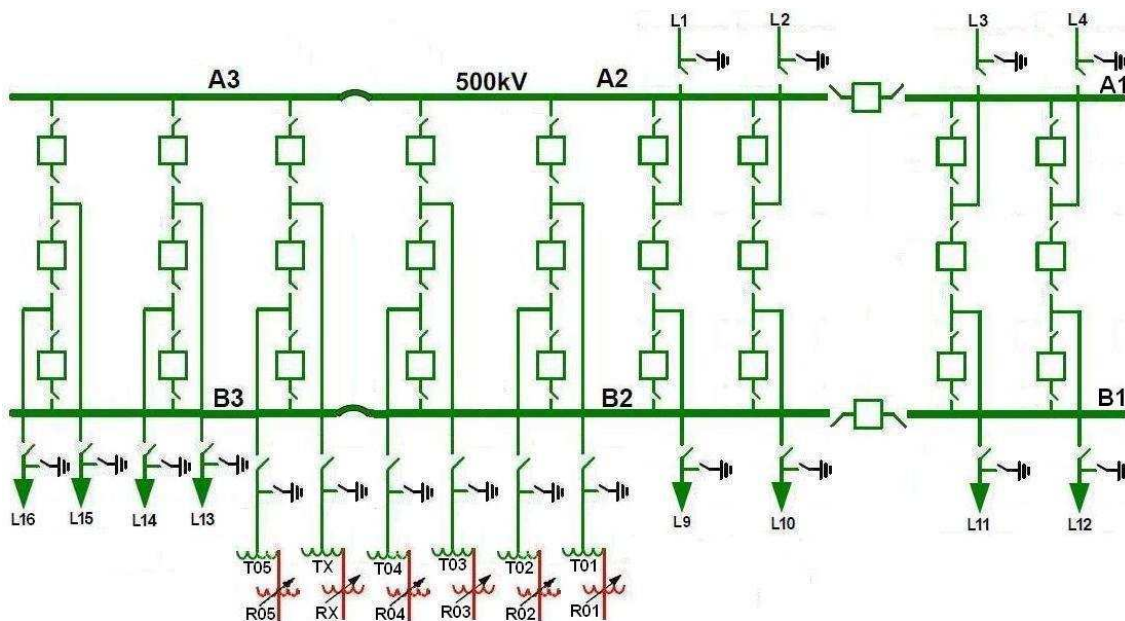 L1 L2 L3 L4
A3 500kV A2 A1
B3 B2 B1
L16 L15 L14 L13 L9 L10 L11 L12
T05 TX T04 T03 T02 T01
R05 RX R04 R03 R02 R01